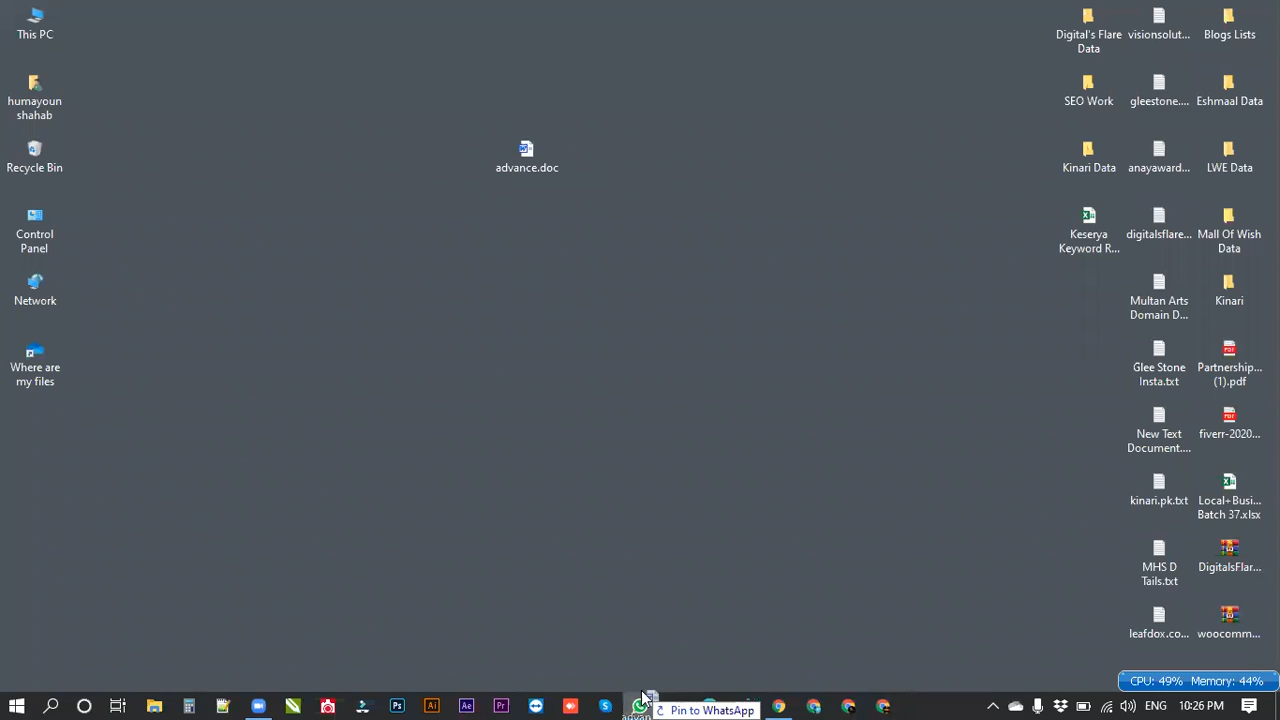 This PC
humayoun
shahab
Recycle Bin
Control
Panel
Network
Where are
my files
advance.doc
Digital's Flare
Data
SEO Work
Kinari Data
Keserya
Keyword R...
visionsolut...
gleestone....
anayaward...
digitalsflare...
Multan Arts
Domain D...
Glee Stone
Insta.txt
New Text
Document....
kinari.pk.txt
MHS D
Tails.txt
leafdox.co...
Blogs Lists
Eshmaal Data
LWE Data
Mall Of Wish
Data
Kinari
Partnership...
(1).pdf
fiverr-2020...
Local+Busi...
Batch 37.xlsx
DigitalsFlar...
woocomm...
CPU: 49% Memory: 44%
Pin to WhatsApp
ENG 10:26 PM